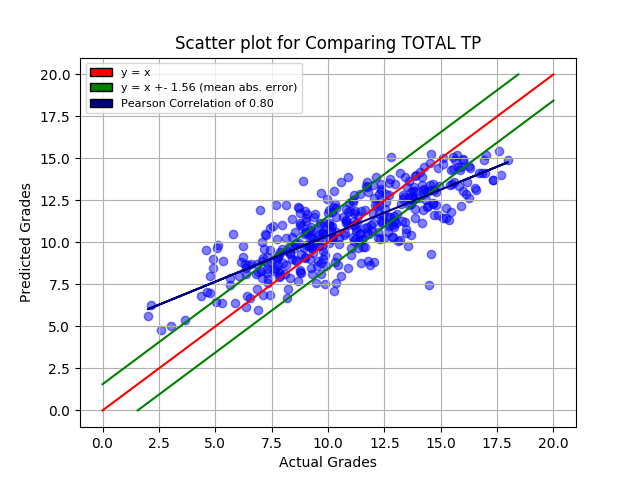 Scatter plot for Comparing TOTAL TP
y = x
y = x +- 1.56 (mean abs. error)
Pearson Correlation of 0.80
Predicted Grades
20.0
17.5
15.0
12.5
10.0
7.5
5.0
2.5
0.0
0.0 2.5 5.0 7.5 10.0 12.5 15.0 17.5 20.0
Actual Grades